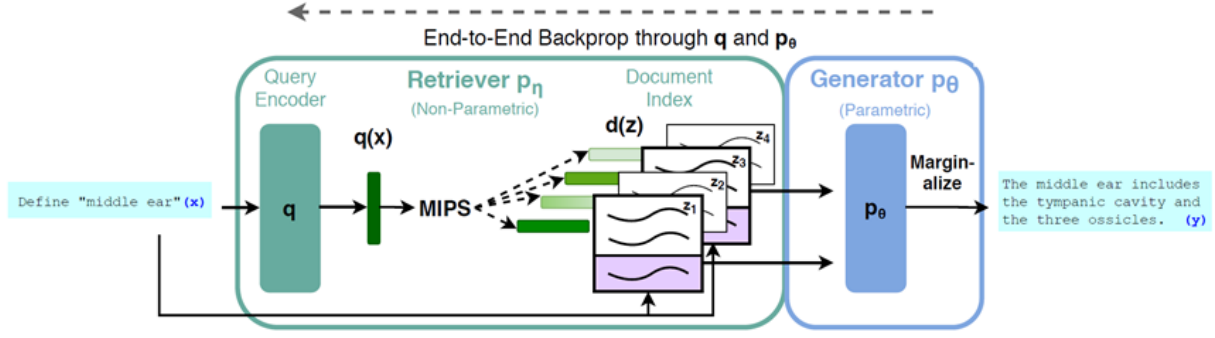 End-to-End Backprop through q and pθ
Query
Encoder
Retriever pη
(Non-Parametric)
Document
Index
Generator pθ
(Parametric)
q(x)
d(z)
z4
z3
z2
z1
Define "middle ear"(x)
q
MIPS
pθ
Margin-
alize
The middle ear includes
the tympanic cavity and
the three ossicles. (y)